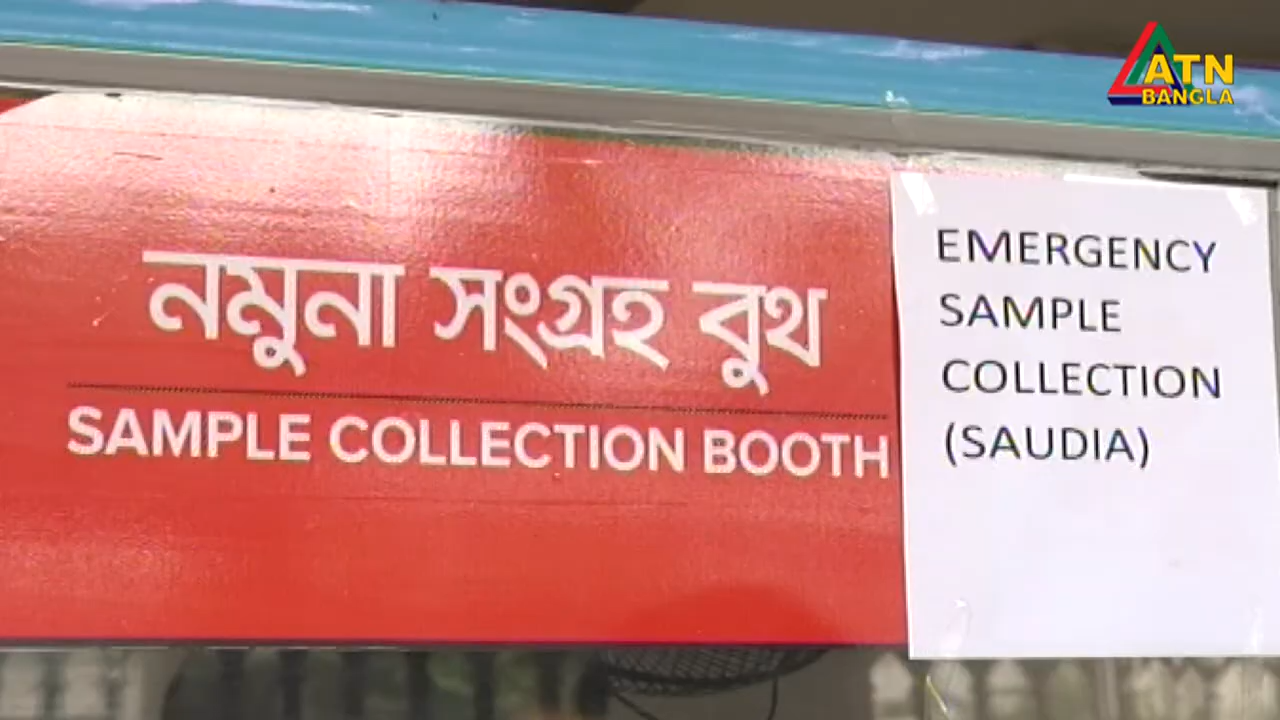 ATN
BANGLA
নমুনা সংগ্রহ বুথ
SAMPLE COLLECTION BOOTH
EMERGENCY
SAMPLE
COLLECTION
(SAUDIA)